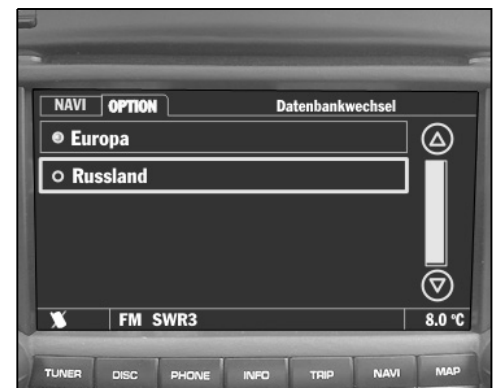 NAVI OPTION Datenbankwechsel
Europa
Russland
FM SWR3 8.0 °C
TUNER DISC PHONE INFO TRIP NAVI MAP